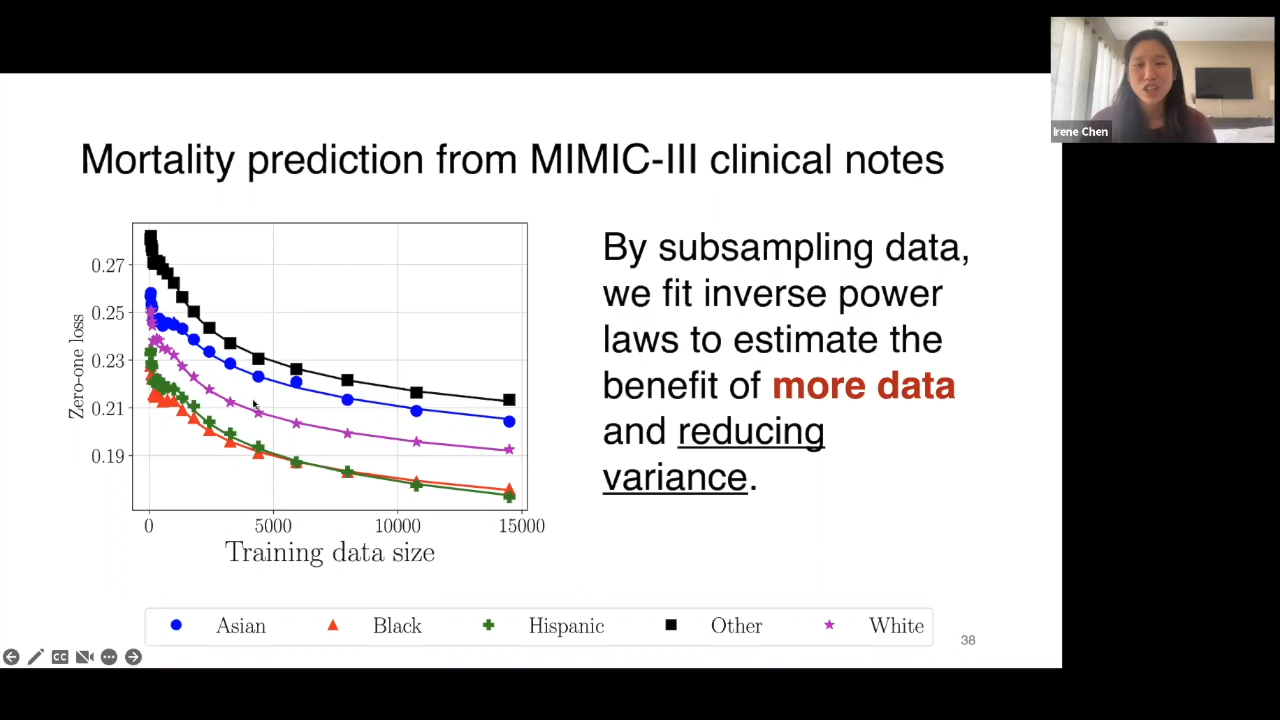 Irene Chen
Mortality prediction from MIMIC-III clinical notes
Zero-one loss
0.27
0.25
0.23
0.21
0.19
0
5000
10000
15000
Training data size
By subsampling data,
we fit inverse power
laws to estimate the
benefit of more data
and reducing
variance.
Asian Black Hispanic Other White
38
CC